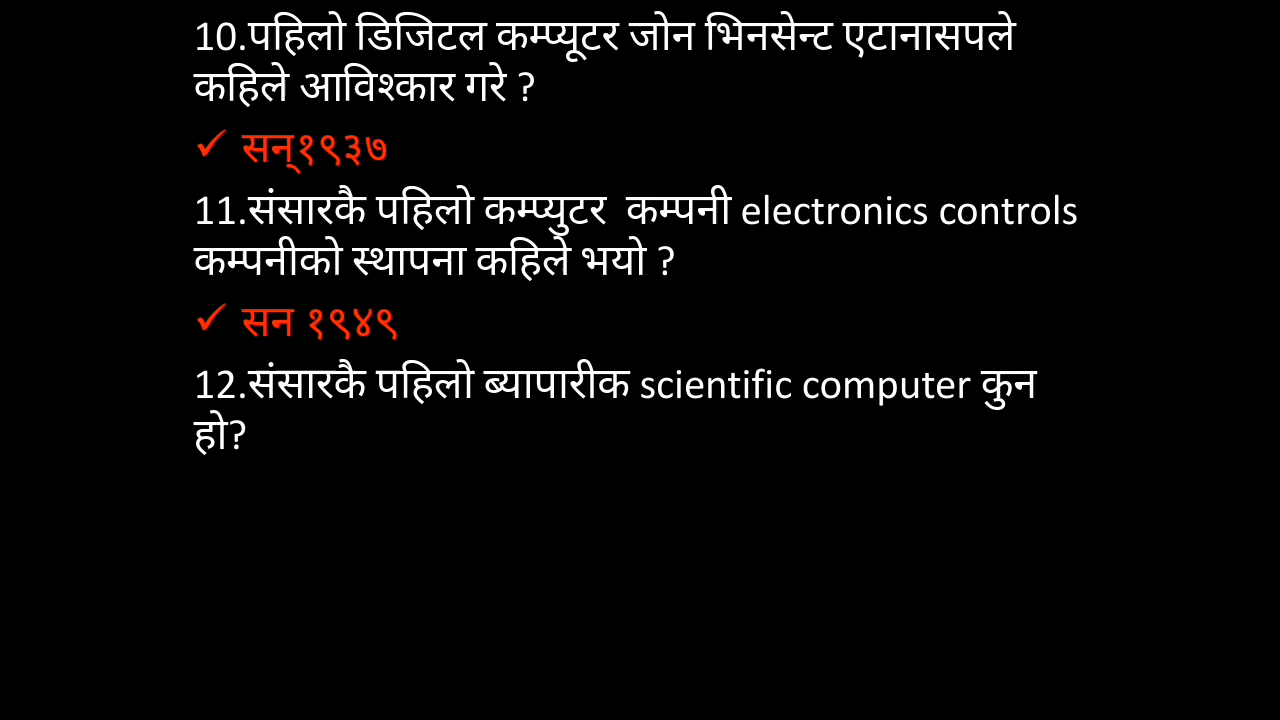 10.पहिलो डिजिटल कम्प्यूटर जोन भिनसेन्ट एटानासपले
कहिले आविश्कार गरे ?
✓ सन्१९३७
11.संसारकै पहिलो कम्प्युटर  कम्पनी electronics controls
कम्पनीको स्थापना कहिले भयो ?
✓ सन १९४९
12.संसारकै पहिलो ब्यापारीक scientific computer कुन
हो?